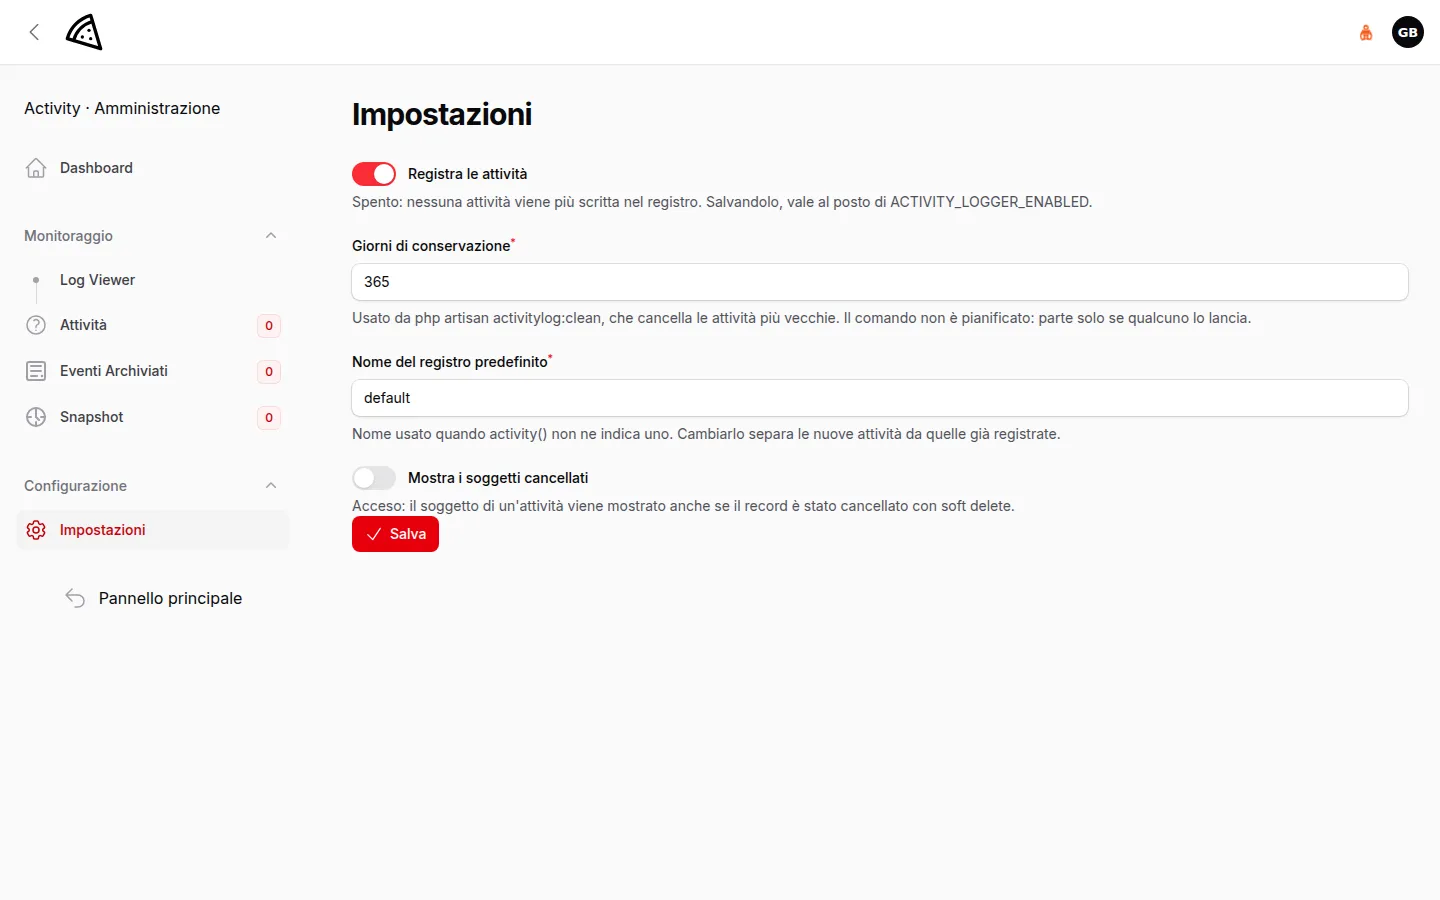 GB
Activity · Amministrazione
Dashboard
Monitoraggio
Log Viewer
Attività 0
Eventi Archiviati 0
Snapshot 0
Configurazione
Impostazioni
Pannello principale
Impostazioni
Registra le attività
Spento: nessuna attività viene più scritta nel registro. Salvandolo, vale al posto di ACTIVITY_LOGGER_ENABLED.
Giorni di conservazione*
365
Usato da php artisan activitylog:clean, che cancella le attività più vecchie. Il comando non è pianificato: parte solo se qualcuno lo lancia.
Nome del registro predefinito*
default
Nome usato quando activity() non ne indica uno. Cambiarlo separa le nuove attività da quelle già registrate.
Mostra i soggetti cancellati
Acceso: il soggetto di un'attività viene mostrato anche se il record è stato cancellato con soft delete.
Salva